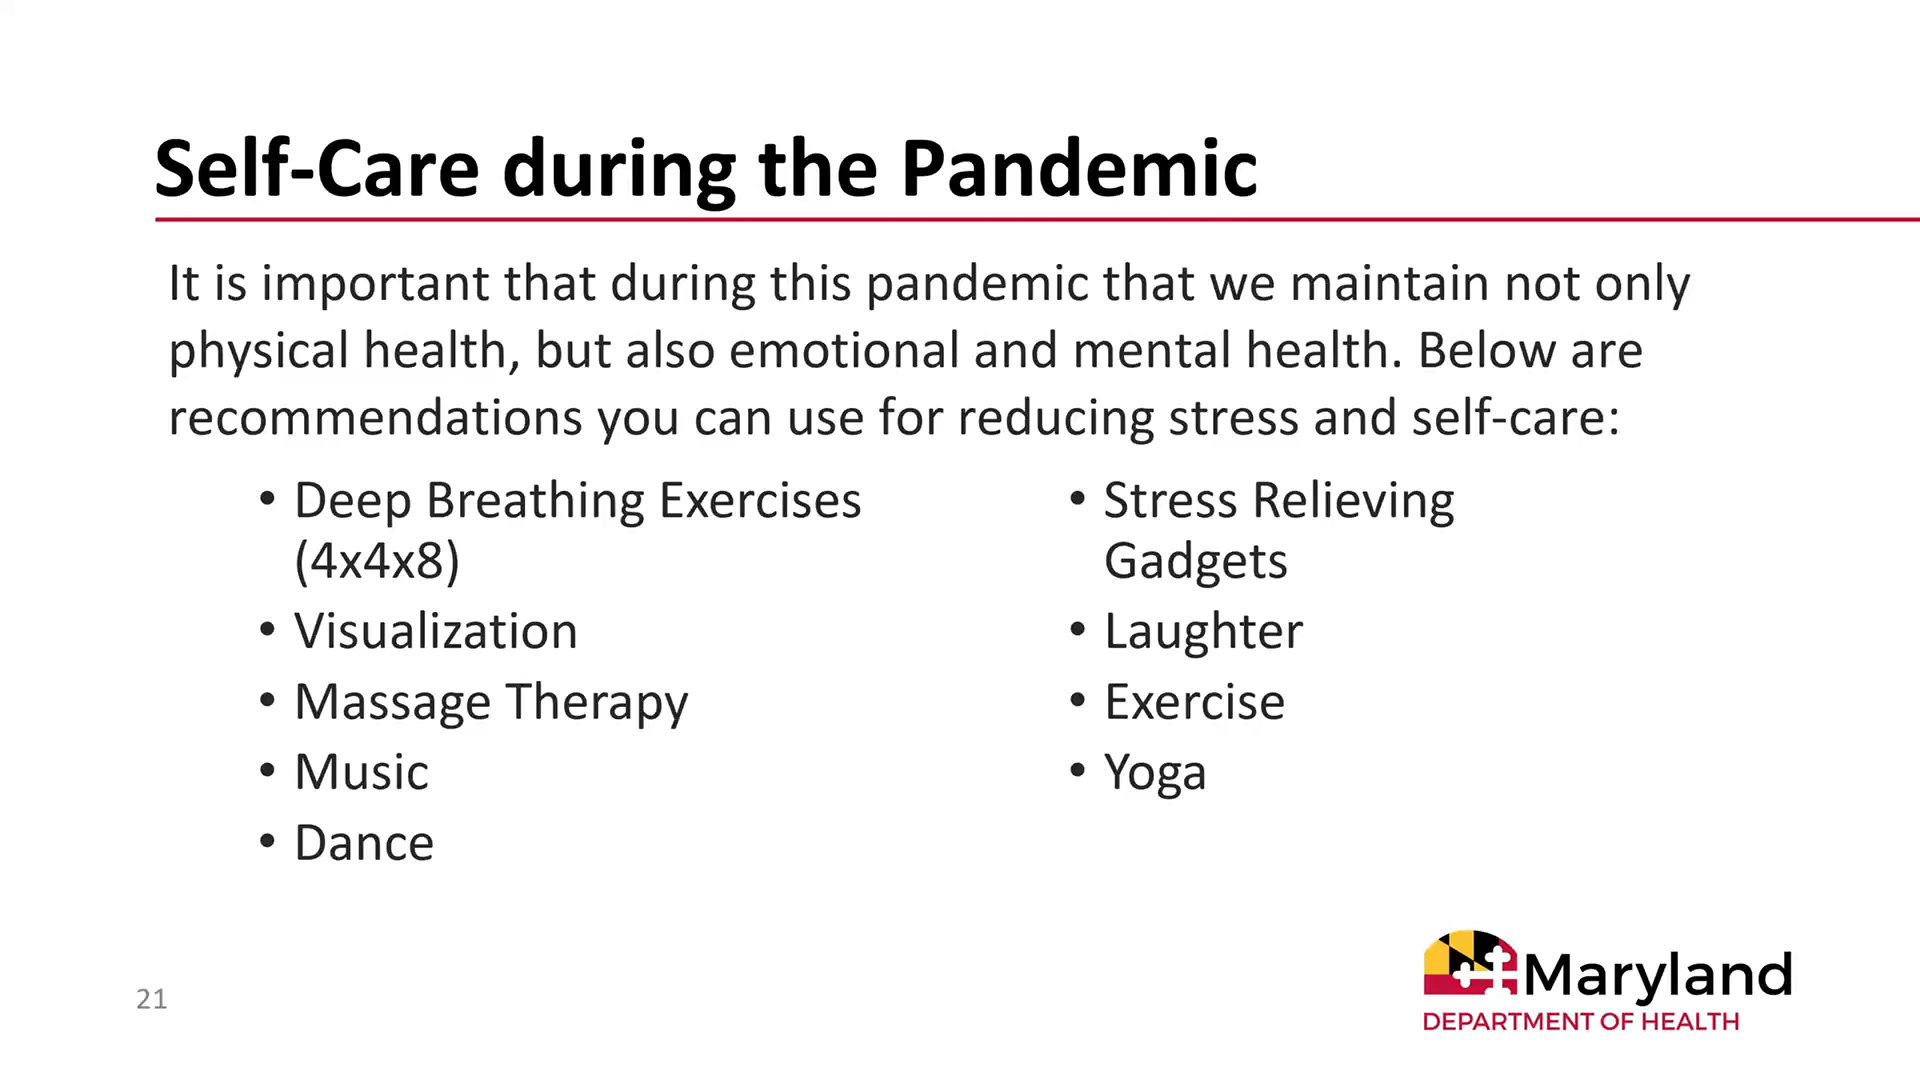 Self-Care during the Pandemic
It is important that during this pandemic that we maintain not only
physical health, but also emotional and mental health. Below are
recommendations you can use for reducing stress and self-care:
• Deep Breathing Exercises
(4x4x8)
• Visualization
• Massage Therapy
• Music
• Dance
• Stress Relieving
Gadgets
• Laughter
• Exercise
• Yoga
21
Maryland
DEPARTMENT OF HEALTH